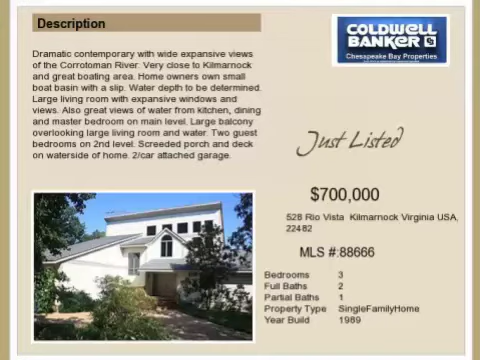 Description
Dramatic contemporary with wide expansive views
of the Corrotoman River. Very close to Kilmarnock
and great boating area. Home owners own small
boat basin with a slip. Water depth to be determined.
Large living room with expansive windows and
views. Also great views of water from kitchen, dining
and master bedroom on main level. Large balcony
overlooking large living room and water. Two guest
bedrooms on 2nd level. Screeded porch and deck
on waterside of home. 2/car attached garage.
COLDWELL
BANKER
Chesapeake Bay Properties
Just Listed
$700,000
528 Rio Vista Kilmarnock Virginia USA,
22482
MLS #:88666
Bedrooms 3
Full Baths 2
Partial Baths 1
Property Type SingleFamilyHome
Year Build 1989